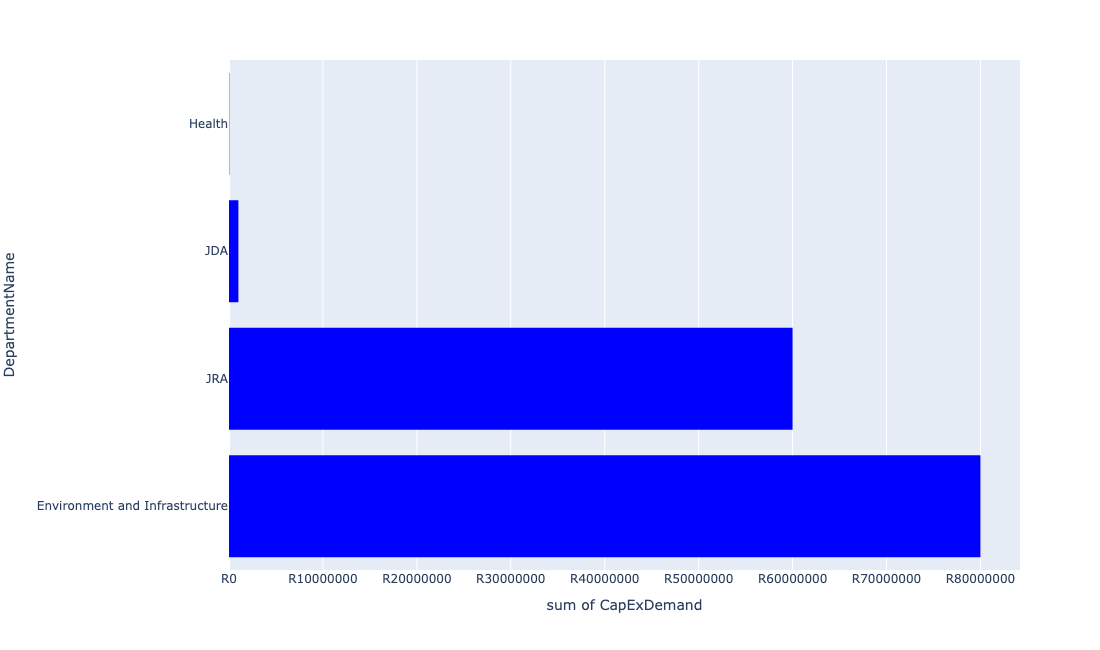 Health
JDA
JRA
Environment and Infrastructure
DepartmentName
R0 R10000000 R20000000 R30000000 R40000000 R50000000 R60000000 R70000000 R80000000
sum of CapExDemand